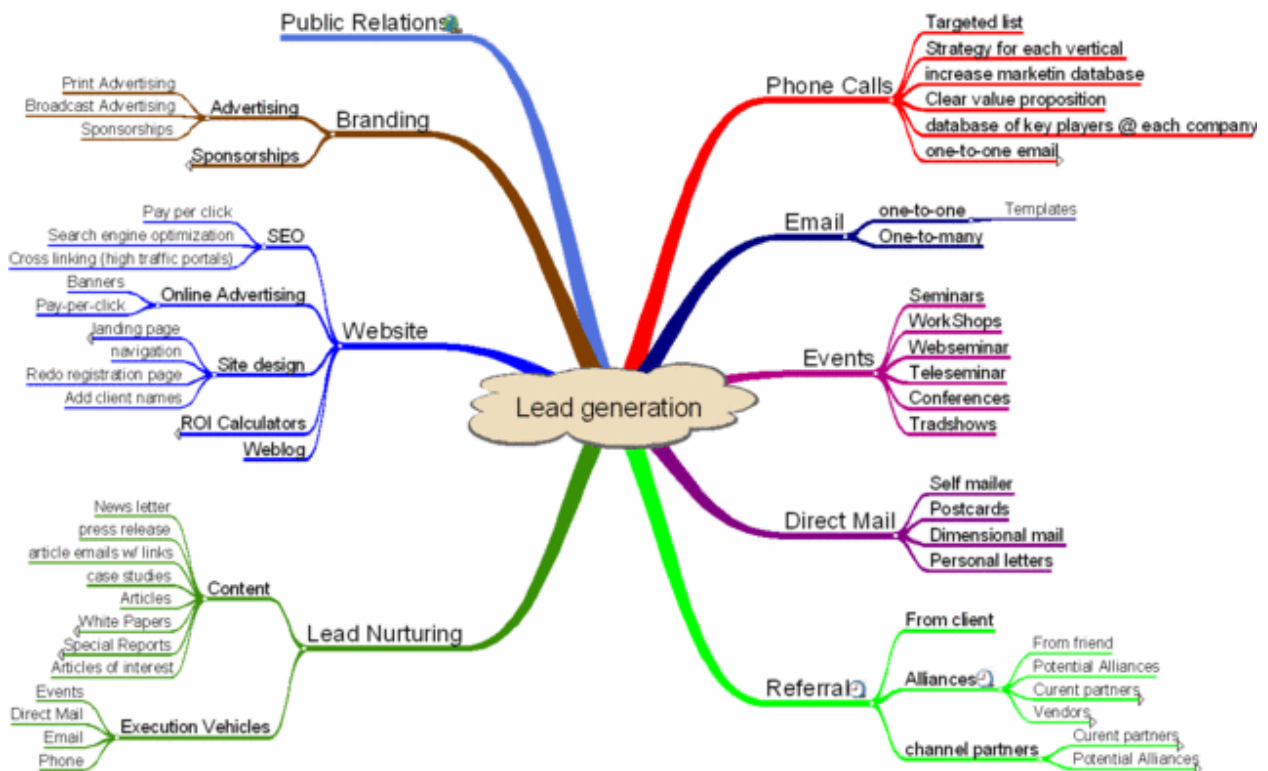 Lead generation
Public Relations
Branding
Advertising
Print Advertising
Broadcast Advertising
Sponsorships
Sponsorships
Website
SEO
Pay per click
Search engine optimization
Cross linking (high traffic portals)
Online Advertising
Banners
Pay-per-click
Site design
landing page
navigation
Redo registration page
Add client names
ROI Calculators
Weblog
Lead Nurturing
Content
News letter
press release
article emails w/ links
case studies
Articles
White Papers
Special Reports
Articles of interest
Execution Vehicles
Events
Direct Mail
Email
Phone
Phone Calls
Targeted list
Strategy for each vertical
increase marketin database
Clear value proposition
database of key players @ each company
one-to-one email
Email
one-to-one
Templates
One-to-many
Events
Seminars
WorkShops
Webseminar
Teleseminar
Conferences
Tradshows
Direct Mail
Self mailer
Postcards
Dimensional mail
Personal letters
Referral
From client
Alliances
From friend
Potential Alliances
Curent partners
Vendors
channel partners
Curent partners
Potential Alliances